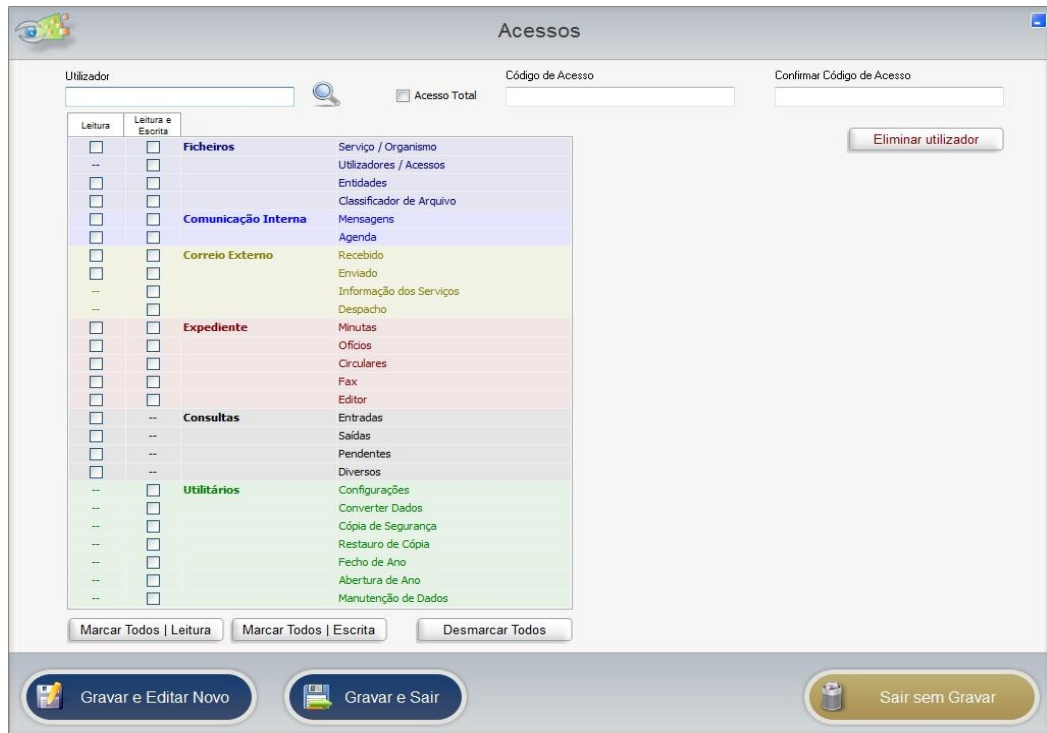 Acessos
Utilizador
Código de Acesso
Confirmar Código de Acesso
Acesso Total
Leitura
Leitura e
Escrita
Eliminar utilizador
Ficheiros Serviço / Organismo
-- Utilizadores / Acessos
Entidades
Classificador de Arquivo
Comunicação Interna Mensagens
Agenda
Correio Externo Recebido
Enviado
-- Informação dos Serviços
-- Despacho
Expediente Minutas
Ofícios
Circulares
Fax
Editor
-- Consultas Entradas
-- Saídas
-- Pendentes
-- Diversos
-- Utilitários Configurações
-- Converter Dados
-- Cópia de Segurança
-- Restauro de Cópia
-- Fecho de Ano
-- Abertura de Ano
-- Manutenção de Dados
Marcar Todos | Leitura
Marcar Todos | Escrita
Desmarcar Todos
Gravar e Editar Novo
Gravar e Sair
Sair sem Gravar